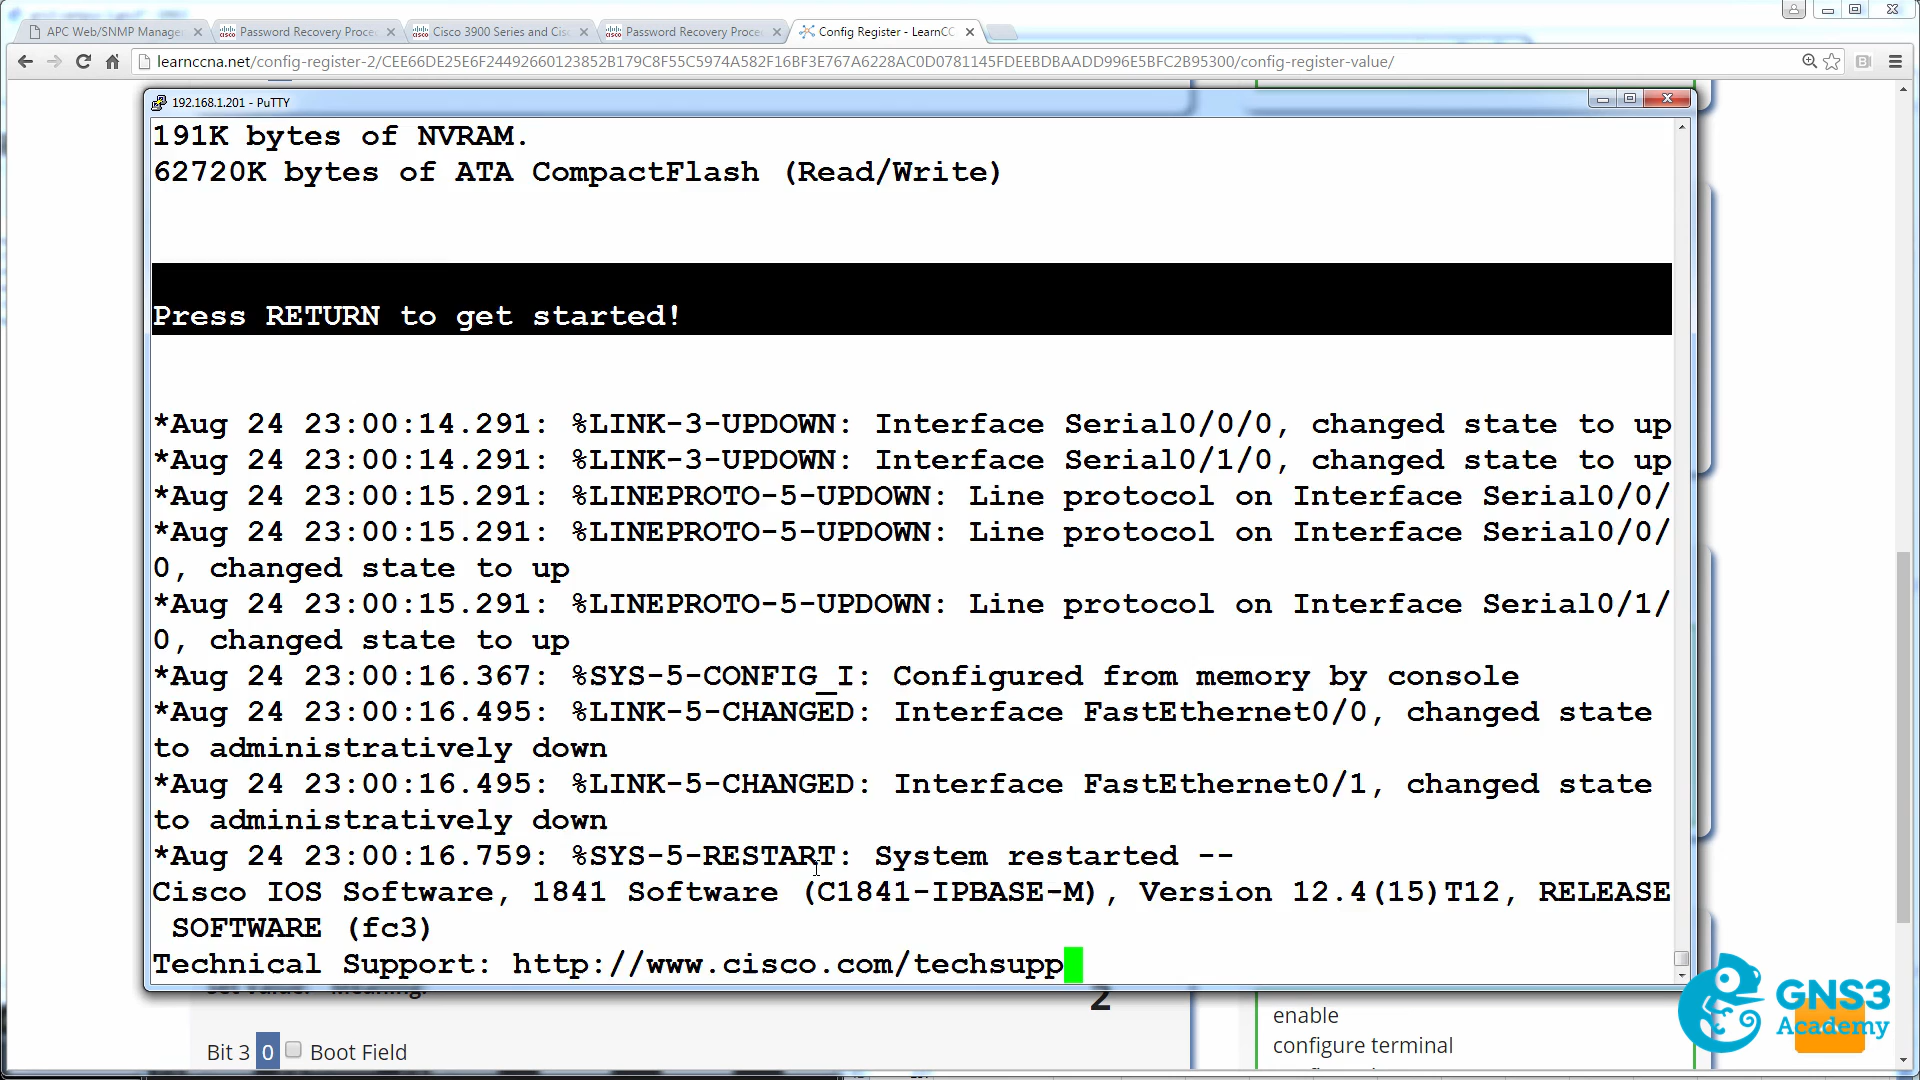 APC Web/SNMP Manage
Password Recovery Proce
Cisco 3900 Series and Cis
Password Recovery Proce
Config Register - LearnCC
learnccna.net/config-register-2/CEE66DE25E6F24492660123852B179C8F55C5974A582F16BF3E767A6228AC0D0781145FDEEBDBAADD996E5BFC2B95300/config-register-value/
192.168.1.201 - PuTTY
191K bytes of NVRAM.
62720K bytes of ATA CompactFlash (Read/Write)
Press RETURN to get started!
*Aug 24 23:00:14.291: %LINK-3-UPDOWN: Interface Serial0/0/0, changed state to up
*Aug 24 23:00:14.291: %LINK-3-UPDOWN: Interface Serial0/1/0, changed state to up
*Aug 24 23:00:15.291: %LINEPROTO-5-UPDOWN: Line protocol on Interface Serial0/0/
*Aug 24 23:00:15.291: %LINEPROTO-5-UPDOWN: Line protocol on Interface Serial0/0/
0, changed state to up
*Aug 24 23:00:15.291: %LINEPROTO-5-UPDOWN: Line protocol on Interface Serial0/1/
0, changed state to up
*Aug 24 23:00:16.367: %SYS-5-CONFIG_I: Configured from memory by console
*Aug 24 23:00:16.495: %LINK-5-CHANGED: Interface FastEthernet0/0, changed state
to administratively down
*Aug 24 23:00:16.495: %LINK-5-CHANGED: Interface FastEthernet0/1, changed state
to administratively down
*Aug 24 23:00:16.759: %SYS-5-RESTART: System restarted --
Cisco IOS Software, 1841 Software (C1841-IPBASE-M), Version 12.4(15)T12, RELEASE
SOFTWARE (fc3)
Technical Support: http://www.cisco.com/techsupp
2
Bit 3 0 Boot Field
enable
configure terminal
GNS3
Academy